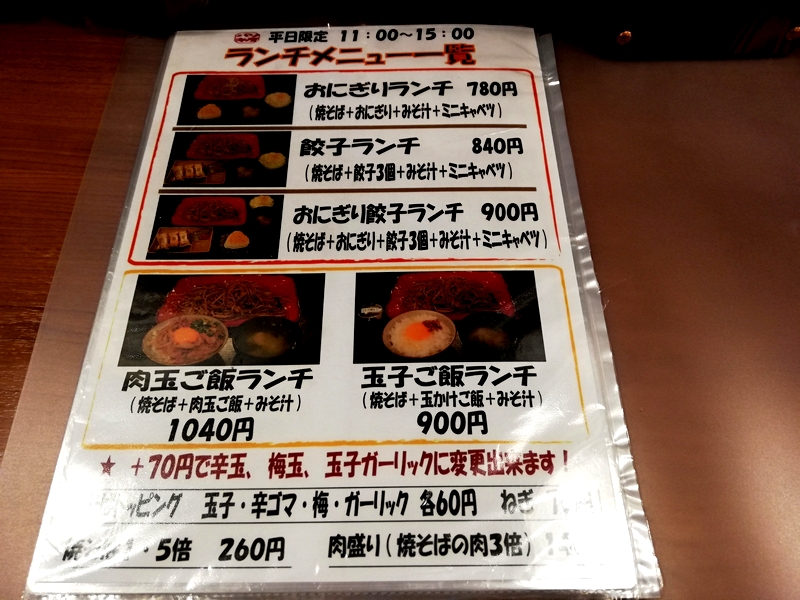 平日限定 11:00〜15:00
ランチメニュー一覧
おにぎりランチ 780円
(焼そば+おにぎり+みそ汁+ミニキャベツ)
餃子ランチ 840円
(焼そば+餃子3個+みそ汁+ミニキャベツ)
おにぎり餃子ランチ 900円
(焼そば+おにぎり+餃子3個+みそ汁+ミニキャベツ)
肉玉ご飯ランチ
(焼そば+肉玉ご飯+みそ汁)
1040円
玉子ご飯ランチ
(焼そば+玉かけご飯+みそ汁)
900円
★ +70円で辛玉、梅玉、玉子ガーリックに変更出来ます!
トッピング 玉子・辛ゴマ・梅・ガーリック 各60円 ねぎ
焼そば1・5倍 260円 肉盛り(焼そばの肉3倍)